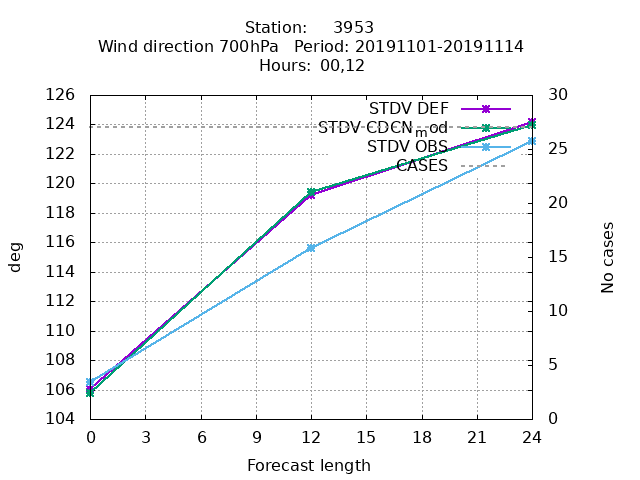 Station: 3953
Wind direction 700hPa Period: 20191101-20191114
Hours: 00,12
126
124
122
120
118
116
114
112
110
108
106
104
deg
30
25
20
15
10
5
0
No cases
STDV DEF
STDV CDCN_mod
STDV OBS
CASES
0 3 6 9 12 15 18 21 24
Forecast length